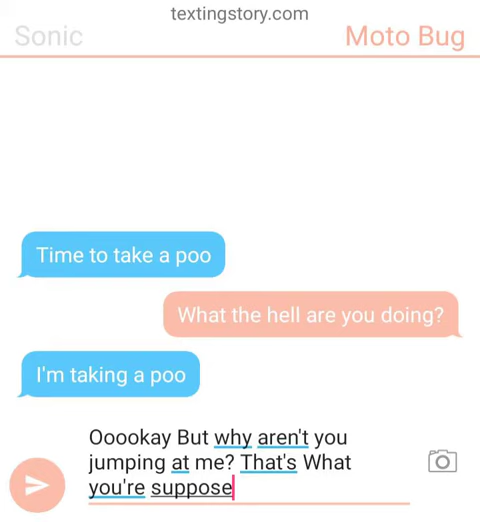 textingstory.com
Sonic
Moto Bug
Time to take a poo
What the hell are you doing?
I'm taking a poo
Ooookay But why aren't you
jumping at me? That's What
you're suppose